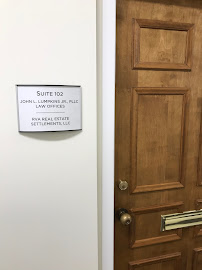 SUITE 102
JOHN L. LUMPKINS JR., PLLC
LAW OFFICES
RVA REAL ESTATE
SETTLEMENTS, LLC